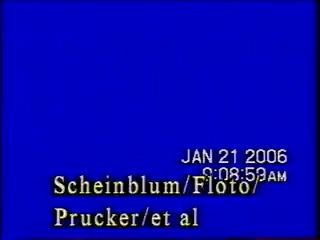 JAN 21 2006
9:08:59AM
Scheinblum/Floto/
Prucker/et al